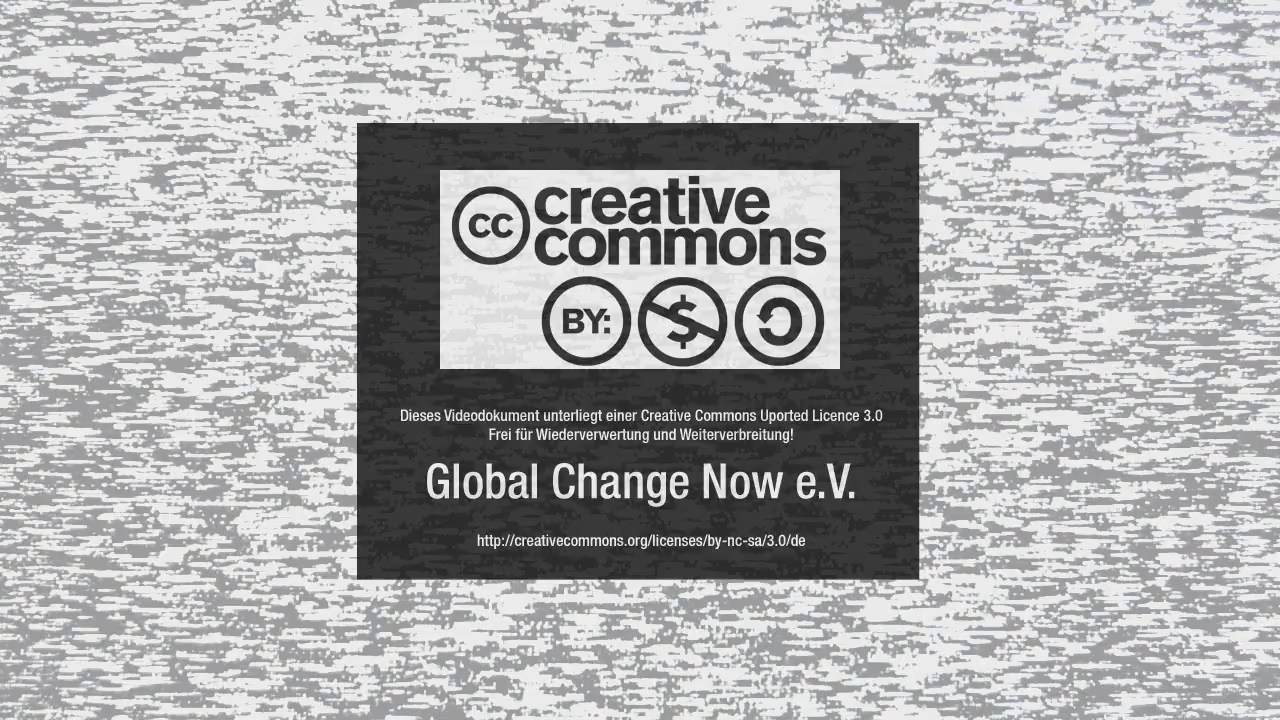 cc creative
commons
BY: $
Dieses Videodokument unterliegt einer Creative Commons Uported Licence 3.0
Frei für Wiederverwertung und Weiterverbreitung!
Global Change Now e.V.
http://creativecommons.org/licenses/by-nc-sa/3.0/de